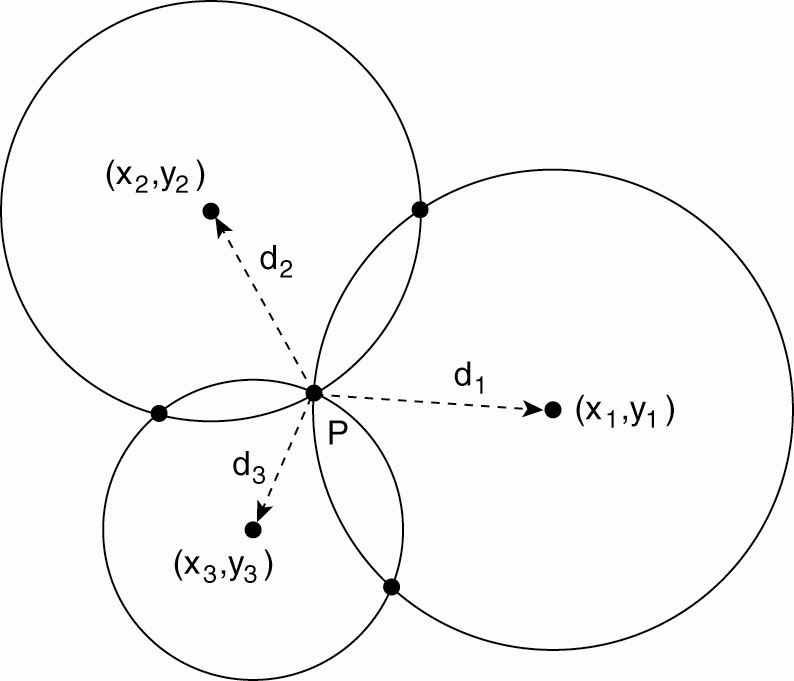 (x₂,y₂)
d₂
d₁
(x₁,y₁)
P
d₃
(x₃,y₃)